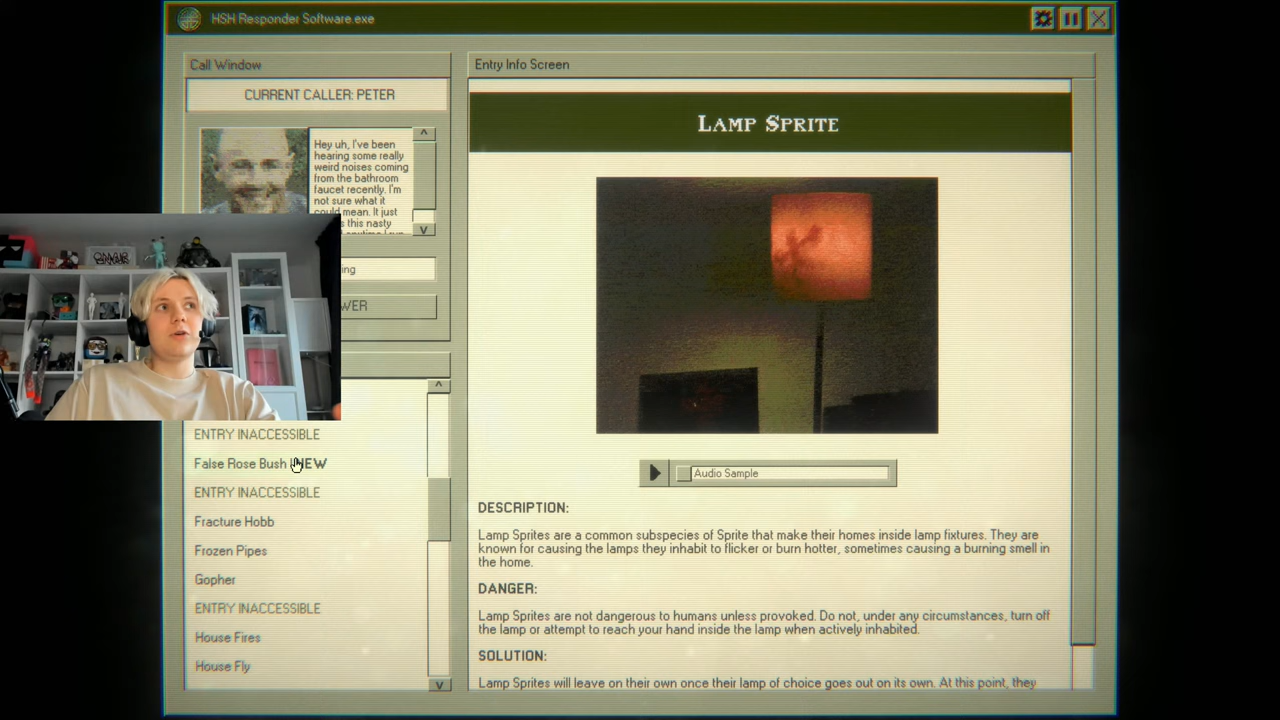 HSH Responder Software.exe
Call Window
CURRENT CALLER: PETER
Hey uh, I've been
hearing some really
weird noises coming
from the bathroom
faucet recently. I'm
not sure what it
could mean. It just
this nasty
ing
WER
ENTRY INACCESSIBLE
False Rose Bush NEW
ENTRY INACCESSIBLE
Fracture Hobb
Frozen Pipes
Gopher
ENTRY INACCESSIBLE
House Fires
House Fly
Entry Info Screen
LAMP SPRITE
Audio Sample
DESCRIPTION:
Lamp Sprites are a common subspecies of Sprite that make their homes inside lamp fixtures. They are
known for causing the lamps they inhabit to flicker or burn hotter, sometimes causing a burning smell in
the home.
DANGER:
Lamp Sprites are not dangerous to humans unless provoked. Do not, under any circumstances, turn off
the lamp or attempt to reach your hand inside the lamp when actively inhabited.
SOLUTION:
Lamp Sprites will leave on their own once their lamp of choice goes out on its own. At this point, they